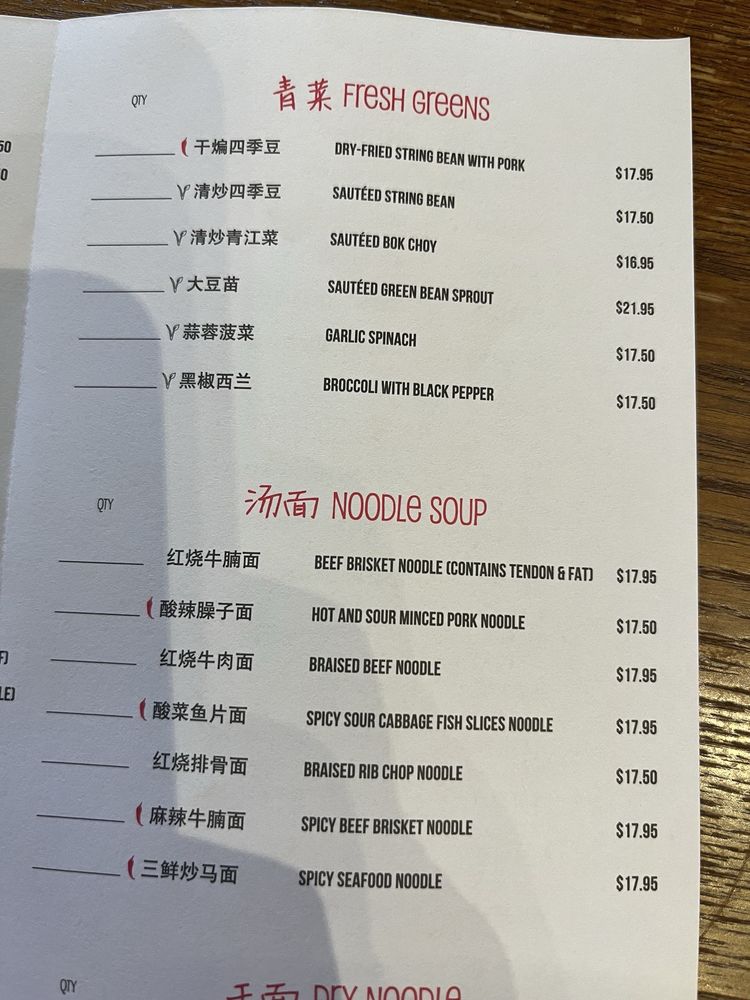 QTY 青菜 FRESH GREENS
干煸四季豆 DRY-FRIED STRING BEAN WITH PORK $17.95
清炒四季豆 SAUTÉED STRING BEAN $17.50
清炒青江菜 SAUTÉED BOK CHOY $16.95
大豆苗 SAUTÉED GREEN BEAN SPROUT $21.95
蒜蓉菠菜 GARLIC SPINACH $17.50
黑椒西兰 BROCCOLI WITH BLACK PEPPER $17.50
QTY 汤面 NOODLE SOUP
红烧牛腩面 BEEF BRISKET NOODLE (CONTAINS TENDON & FAT) $17.95
酸辣臊子面 HOT AND SOUR MINCED PORK NOODLE $17.50
红烧牛肉面 BRAISED BEEF NOODLE $17.95
酸菜鱼片面 SPICY SOUR CABBAGE FISH SLICES NOODLE $17.95
红烧排骨面 BRAISED RIB CHOP NOODLE $17.50
麻辣牛腩面 SPICY BEEF BRISKET NOODLE $17.95
三鲜炒马面 SPICY SEAFOOD NOODLE $17.95
QTY 干面 DRY NOODLE